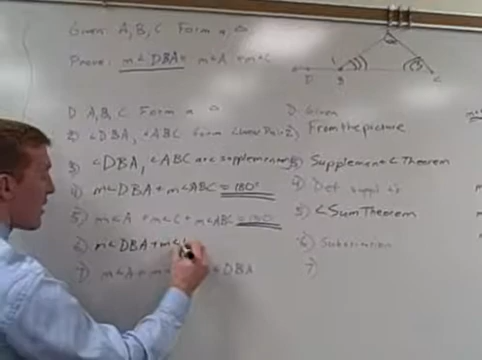 Given: A, B, C Form a △
Prove: m∠DBA = m∠A + m∠C
D B C
1) A, B, C Form a △ 1) Given
2) ∠DBA, ∠ABC form Linear Pair 2) From the picture
3) ∠DBA, ∠ABC are supplementary 3) Supplement ∠ Theorem
4) m∠DBA + m∠ABC = 180° 4) Def suppl ∠s
5) m∠A + m∠C + m∠ABC = 180° 5) ∠ Sum Theorem
6) m∠DBA + m∠ 6) Substitution
7) m∠A + m ∠DBA 7)